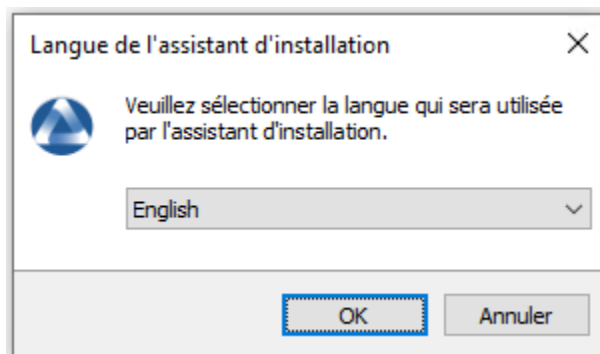 Langue de l'assistant d'installation
Veuillez sélectionner la langue qui sera utilisée
par l'assistant d'installation.
English
OK
Annuler